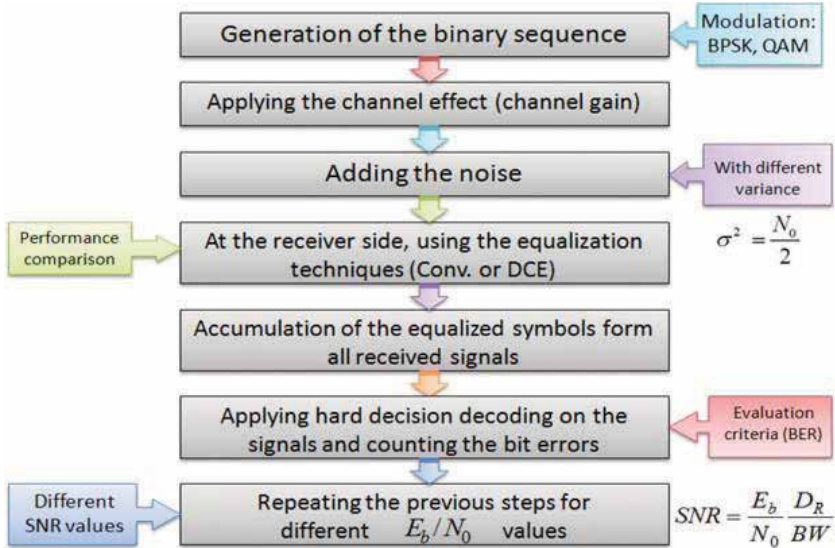 Generation of the binary sequence
Modulation:
BPSK, QAM
Applying the channel effect (channel gain)
Adding the noise
With different
variance
σ² = N₀/2
Performance
comparison
At the receiver side, using the equalization
techniques (Conv. or DCE)
Accumulation of the equalized symbols form
all received signals
Applying hard decision decoding on the
signals and counting the bit errors
Evaluation
criteria (BER)
Different
SNR values
Repeating the previous steps for
different E_b/N₀ values
SNR = E_b/N₀ D_R/BW